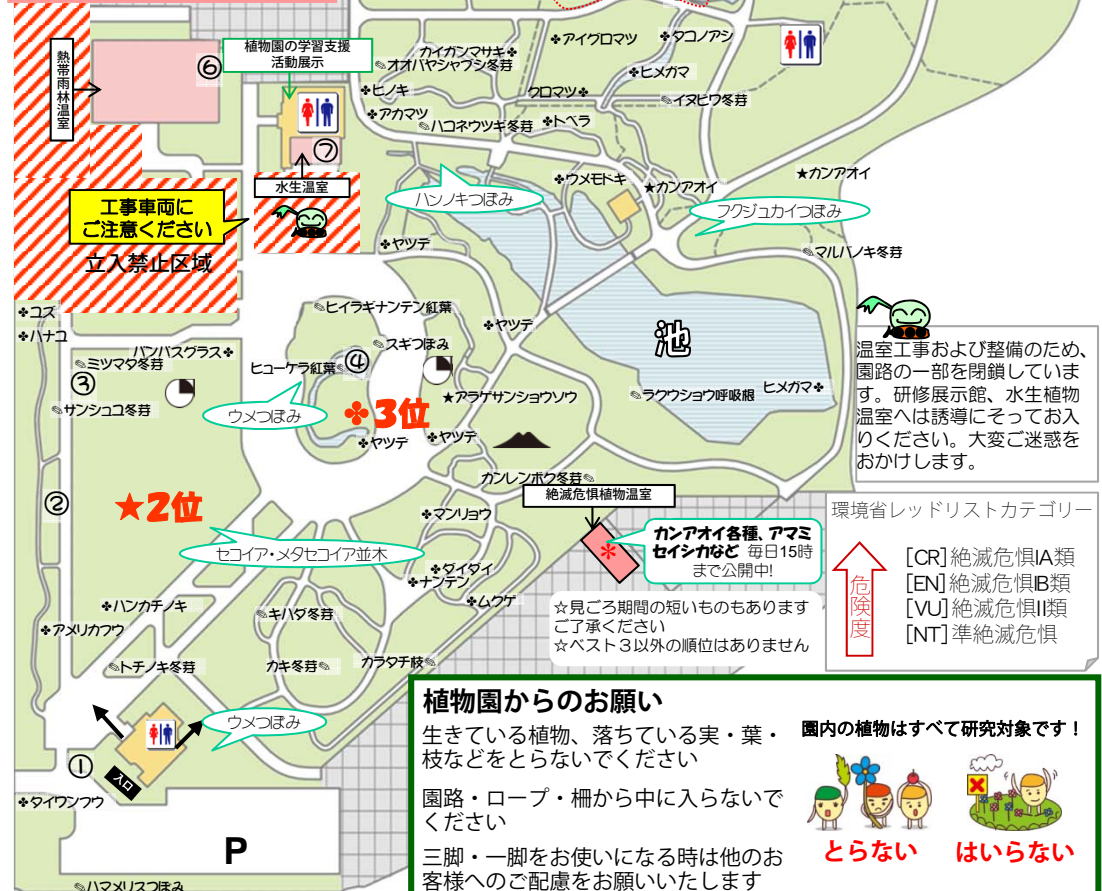 カイガンマサキ✤
✤アイグロマツ
✤タコノアシ
植物園の学習支援
活動展示
✎オオバヤシャブシ冬芽
✤ヒメガマ
熱帯雨林温室
⑥
✤ヒノキ
クロマツ✤
✎イヌビワ冬芽
✤アカマツ
✎ハコネウツギ冬芽
✤トベラ
⑦
水生温室
✤ウメモドキ
★カンアオイ
★カンアオイ
ハンノキつぼみ
フクジュカイつぼみ
工事車両に
ご注意ください
立入禁止区域
✤ヤツデ
✎マルバノキ冬芽
✎ヒイラギナンテン紅葉
✤ユズ
✤ハナユ
✤ヤツデ
池
✎スギつぼみ
パンパスグラス✤
✎ミツマタ冬芽
ヒューケラ紅葉✎
④
③
✎サンシュユ冬芽
ウメつぼみ
✤3位
★アラゲサンショウソウ
✎ラクウショウ呼吸根
ヒメガマ✤
✤ヤツデ
✤ヤツデ
温室工事および整備のため、
園路の一部を閉鎖していま
す。研修展示館、水生植物
温室へは誘導にそってお入
りください。大変ご迷惑を
おかけします。
カンレンボク冬芽✎
②
★2位
絶滅危惧植物温室
✤マンリョウ
セコイア・メタセコイア並木
*
カンアオイ各種、アマミ
セイシカなど 毎日15時
まで公開中!
環境省レッドリストカテゴリー
危険度
[CR]絶滅危惧IA類
[EN]絶滅危惧IB類
[VU]絶滅危惧II類
[NT]準絶滅危惧
✤ダイダイ
✤ナンテン
✤ムクゲ
✤ハンカチノキ
✎キハダ冬芽
☆見ごろ期間の短いものもあります
ご了承ください
☆ベスト３以外の順位はありません
✤アメリカフウ
✎トチノキ冬芽
カキ冬芽✎
カラタチ枝✎
ウメつぼみ
①
入口
✤タイワンフウ
P
✎ハマメリスつぼみ
植物園からのお願い
生きている植物、落ちている実・葉・
枝などをとらないでください
園路・ロープ・柵から中に入らないで
ください
三脚・一脚をお使いになる時は他のお
客様へのご配慮をお願いいたします
園内の植物はすべて研究対象です！
とらない
はいらない